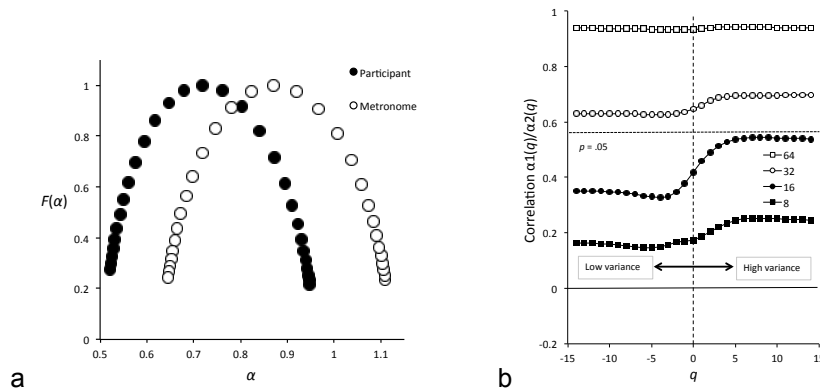 Participant
Metronome
F(α)
1
0.8
0.6
0.4
0.2
0
0.5 0.6 0.7 0.8 0.9 1 1.1
α
a
Correlation α1(q)/α2(q)
1
0.8
0.6
0.4
0.2
0
-0.2
p = .05
64
32
16
8
Low variance
High variance
-15 -10 -5 0 5 10 15
q
b